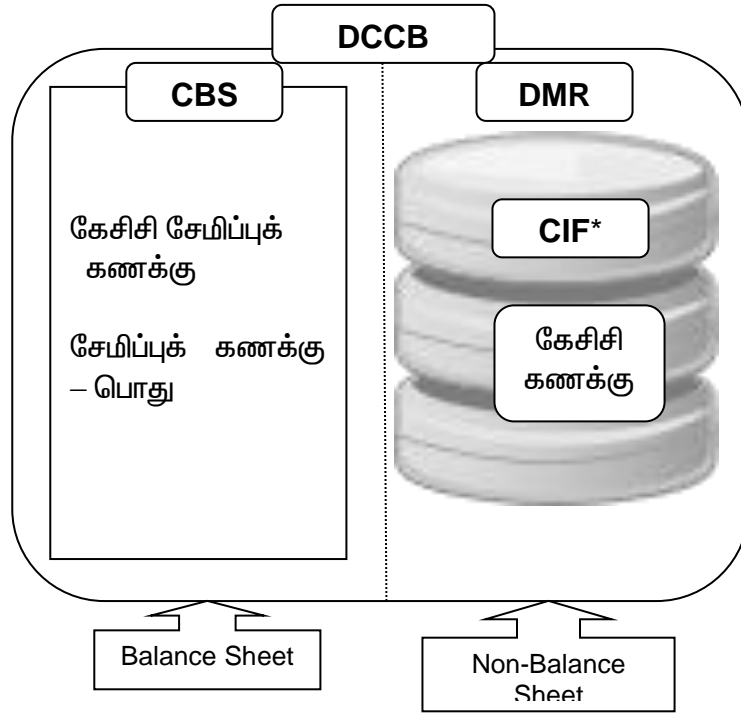 DCCB
CBS
DMR
கேசிசி சேமிப்புக்
கணக்கு
சேமிப்புக் கணக்கு
– பொது
CIF*
கேசிசி
கணக்கு
Balance Sheet
Non-Balance
Sheet